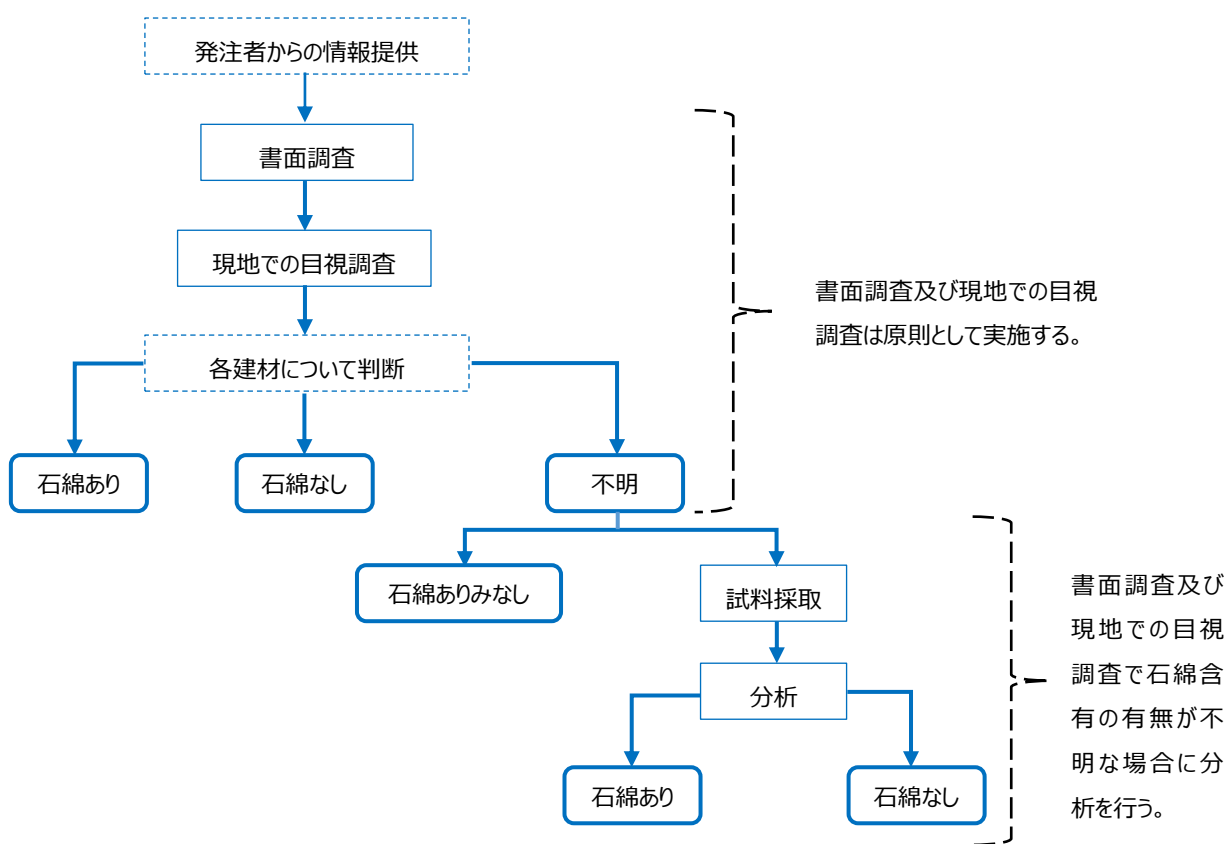 発注者からの情報提供
書面調査
現地での目視調査
書面調査及び現地での目視
調査は原則として実施する。
各建材について判断
石綿あり
石綿なし
不明
石綿ありみなし
試料採取
分析
石綿あり
石綿なし
書面調査及び
現地での目視
調査で石綿含
有の有無が不
明な場合に分
析を行う。